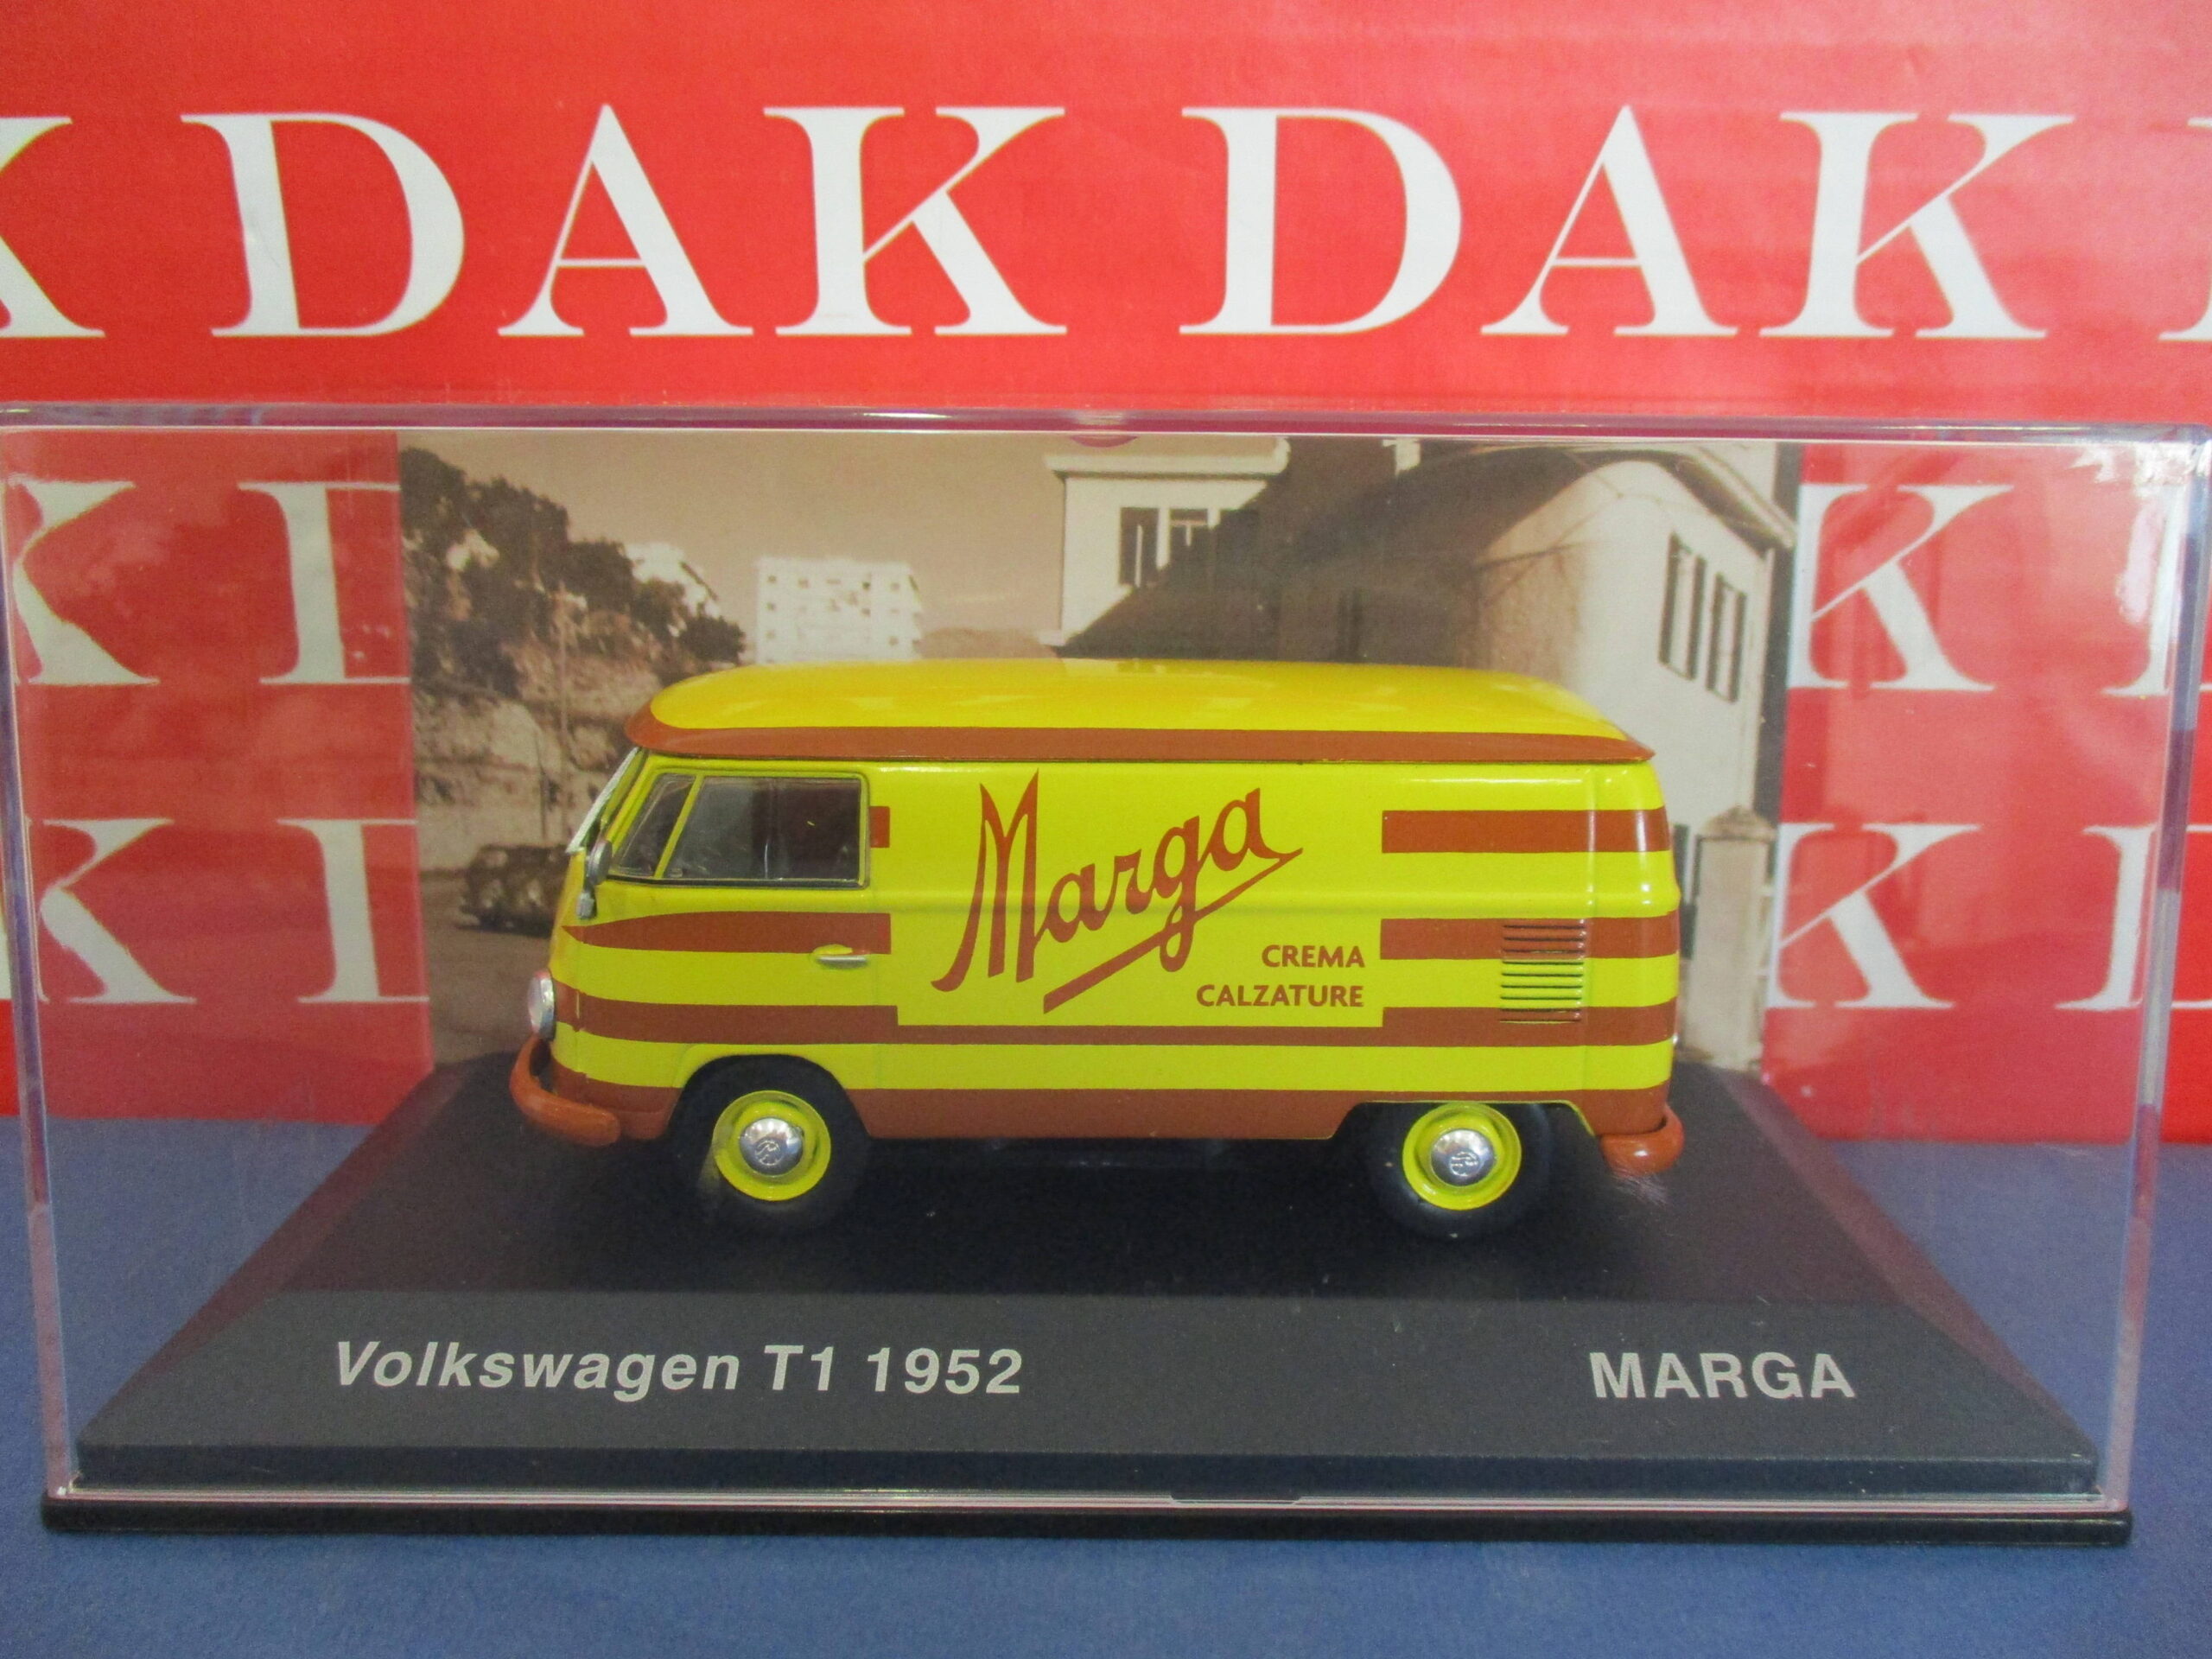 K DAK DAK
K D K D
K D K D
Marga
CREMA
CALZATURE
Volkswagen T1 1952 MARGA